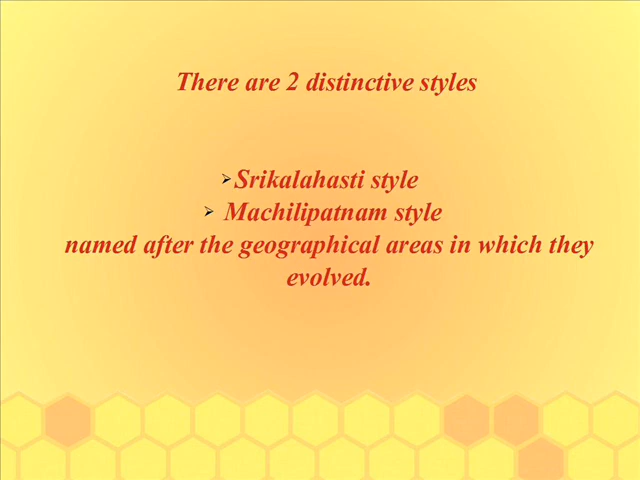 There are 2 distinctive styles
➢Srikalahasti style
➢ Machilipatnam style
named after the geographical areas in which they
evolved.